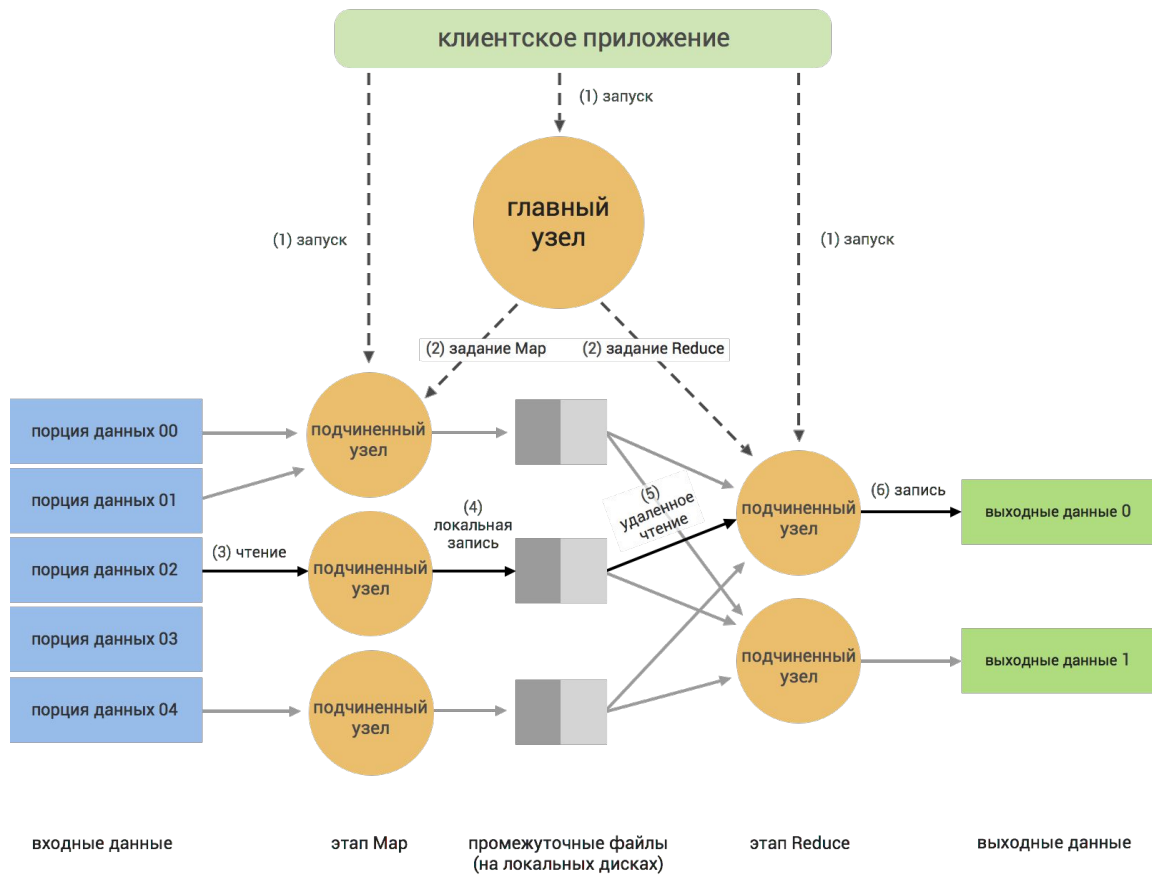 клиентское приложение
(1) запуск
главный
узел
(1) запуск
(1) запуск
(2) задание Map
(2) задание Reduce
порция данных 00
порция данных 01
порция данных 02
порция данных 03
порция данных 04
(3) чтение
подчиненный
узел
подчиненный
узел
подчиненный
узел
(4)
локальная
запись
(5)
удаленное
чтение
подчиненный
узел
подчиненный
узел
(6) запись
выходные данные 0
выходные данные 1
входные данные
этап Map
промежуточные файлы
(на локальных дисках)
этап Reduce
выходные данные